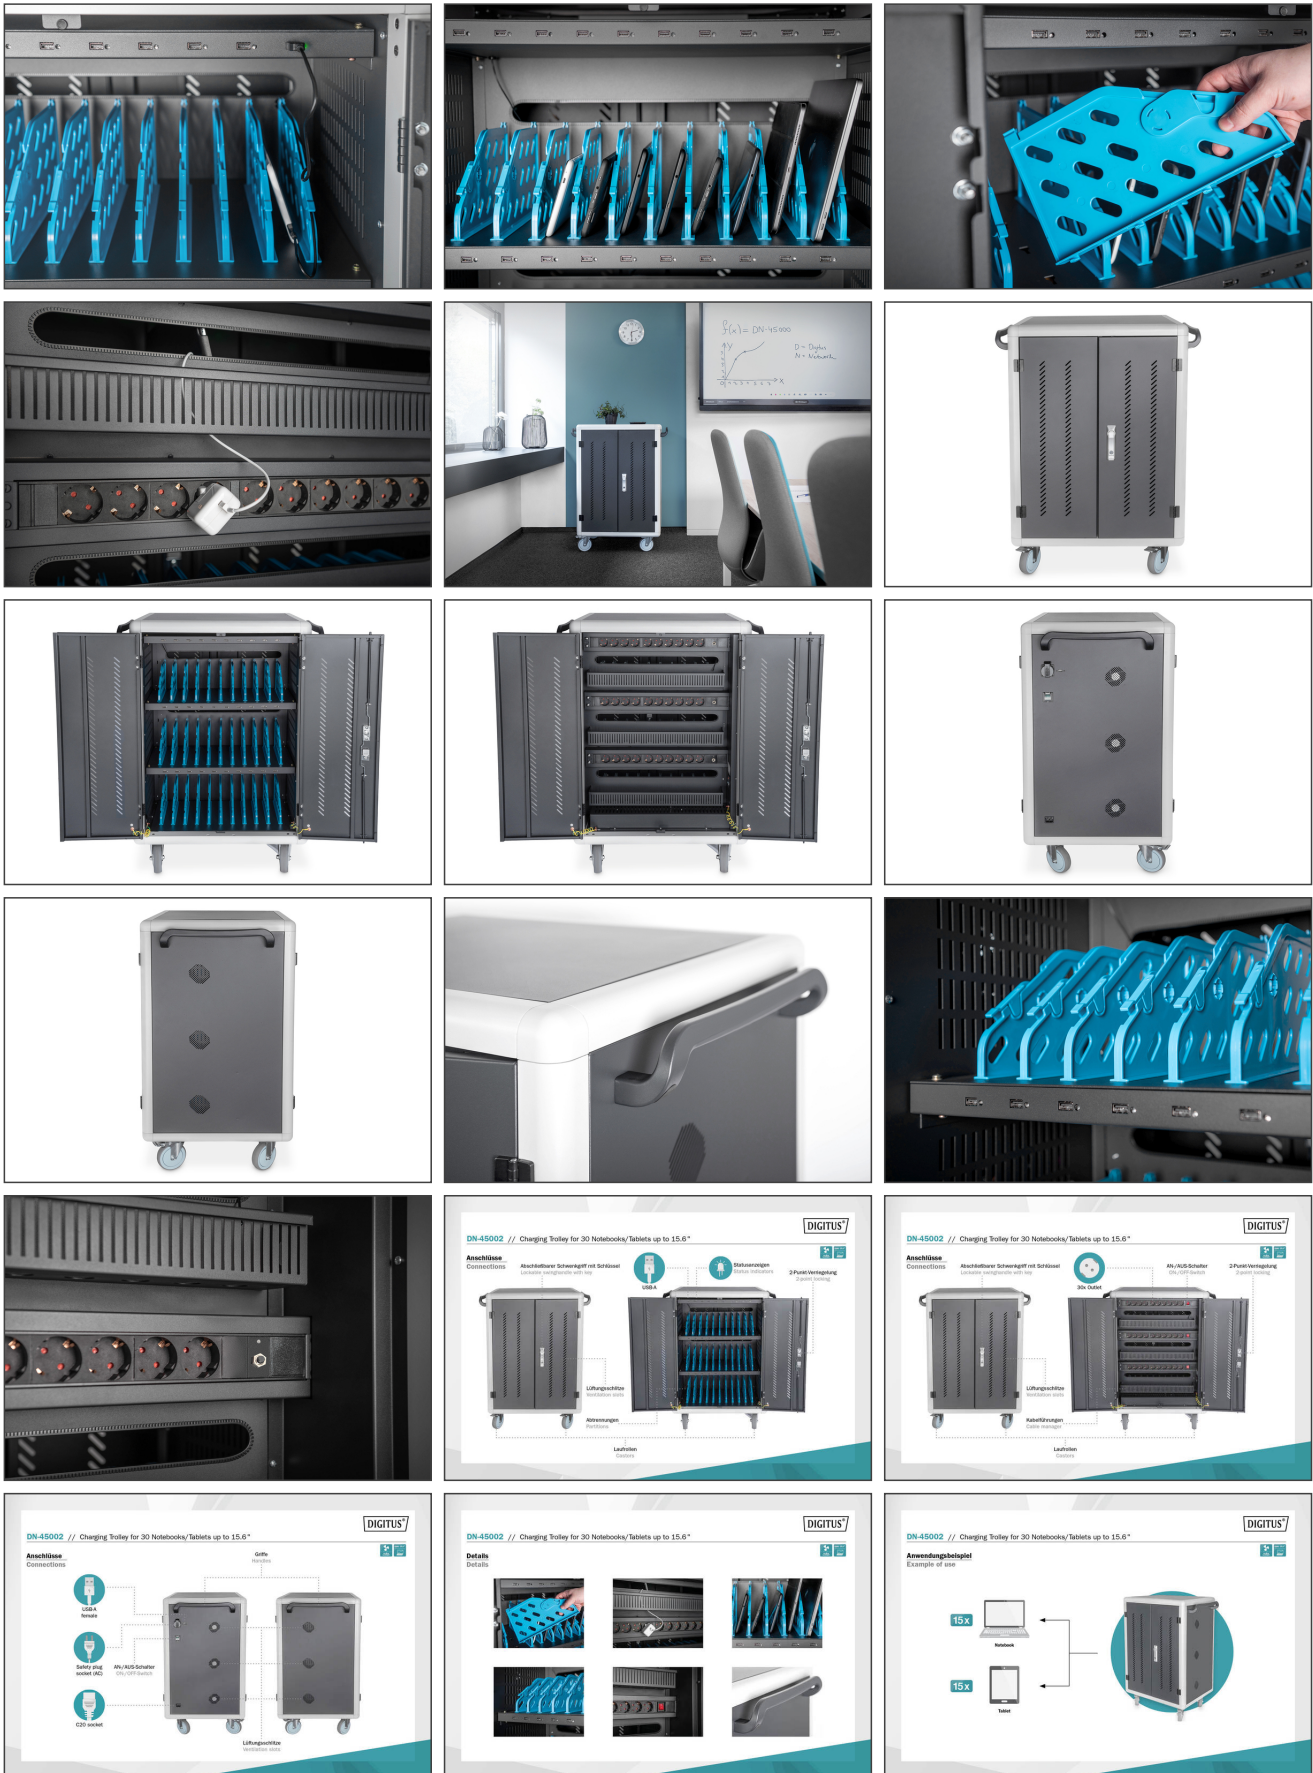 f(x) = DN-45000
Y
X
D = Digitus
N = Network
DIGITUS®
DN-45002 // Charging Trolley for 30 Notebooks/Tablets up to 15.6"
Anschlüsse
Connections
Abschließbarer Schwenkgriff mit Schlüssel
Lockable swinghandle with key
USB-A
Statusanzeigen
Status indicators
2-Punkt-Verriegelung
2-point locking
Lüftungsschlitze
Ventilation slots
Abtrennungen
Partitions
Laufrollen
Castors
DIGITUS®
DN-45002 // Charging Trolley for 30 Notebooks/Tablets up to 15.6"
Anschlüsse
Connections
Abschließbarer Schwenkgriff mit Schlüssel
Lockable swinghandle with key
30x Outlet
AN-/AUS-Schalter
ON-/OFF-Switch
2-Punkt-Verriegelung
2-point locking
Lüftungsschlitze
Ventilation slots
Kabelführungen
Cable manager
Laufrollen
Castors
DIGITUS®
DN-45002 // Charging Trolley for 30 Notebooks/Tablets up to 15.6"
Anschlüsse
Connections
Griffe
Handles
USB-A
female
Safety plug
socket (AC)
AN-/AUS-Schalter
ON-/OFF-Switch
C20 socket
Lüftungsschlitze
Ventilation slots
DIGITUS®
DN-45002 // Charging Trolley for 30 Notebooks/Tablets up to 15.6"
Details
Details
DIGITUS®
DN-45002 // Charging Trolley for 30 Notebooks/Tablets up to 15.6"
Anwendungsbeispiel
Example of use
15 x
Notebook
15 x
Tablet